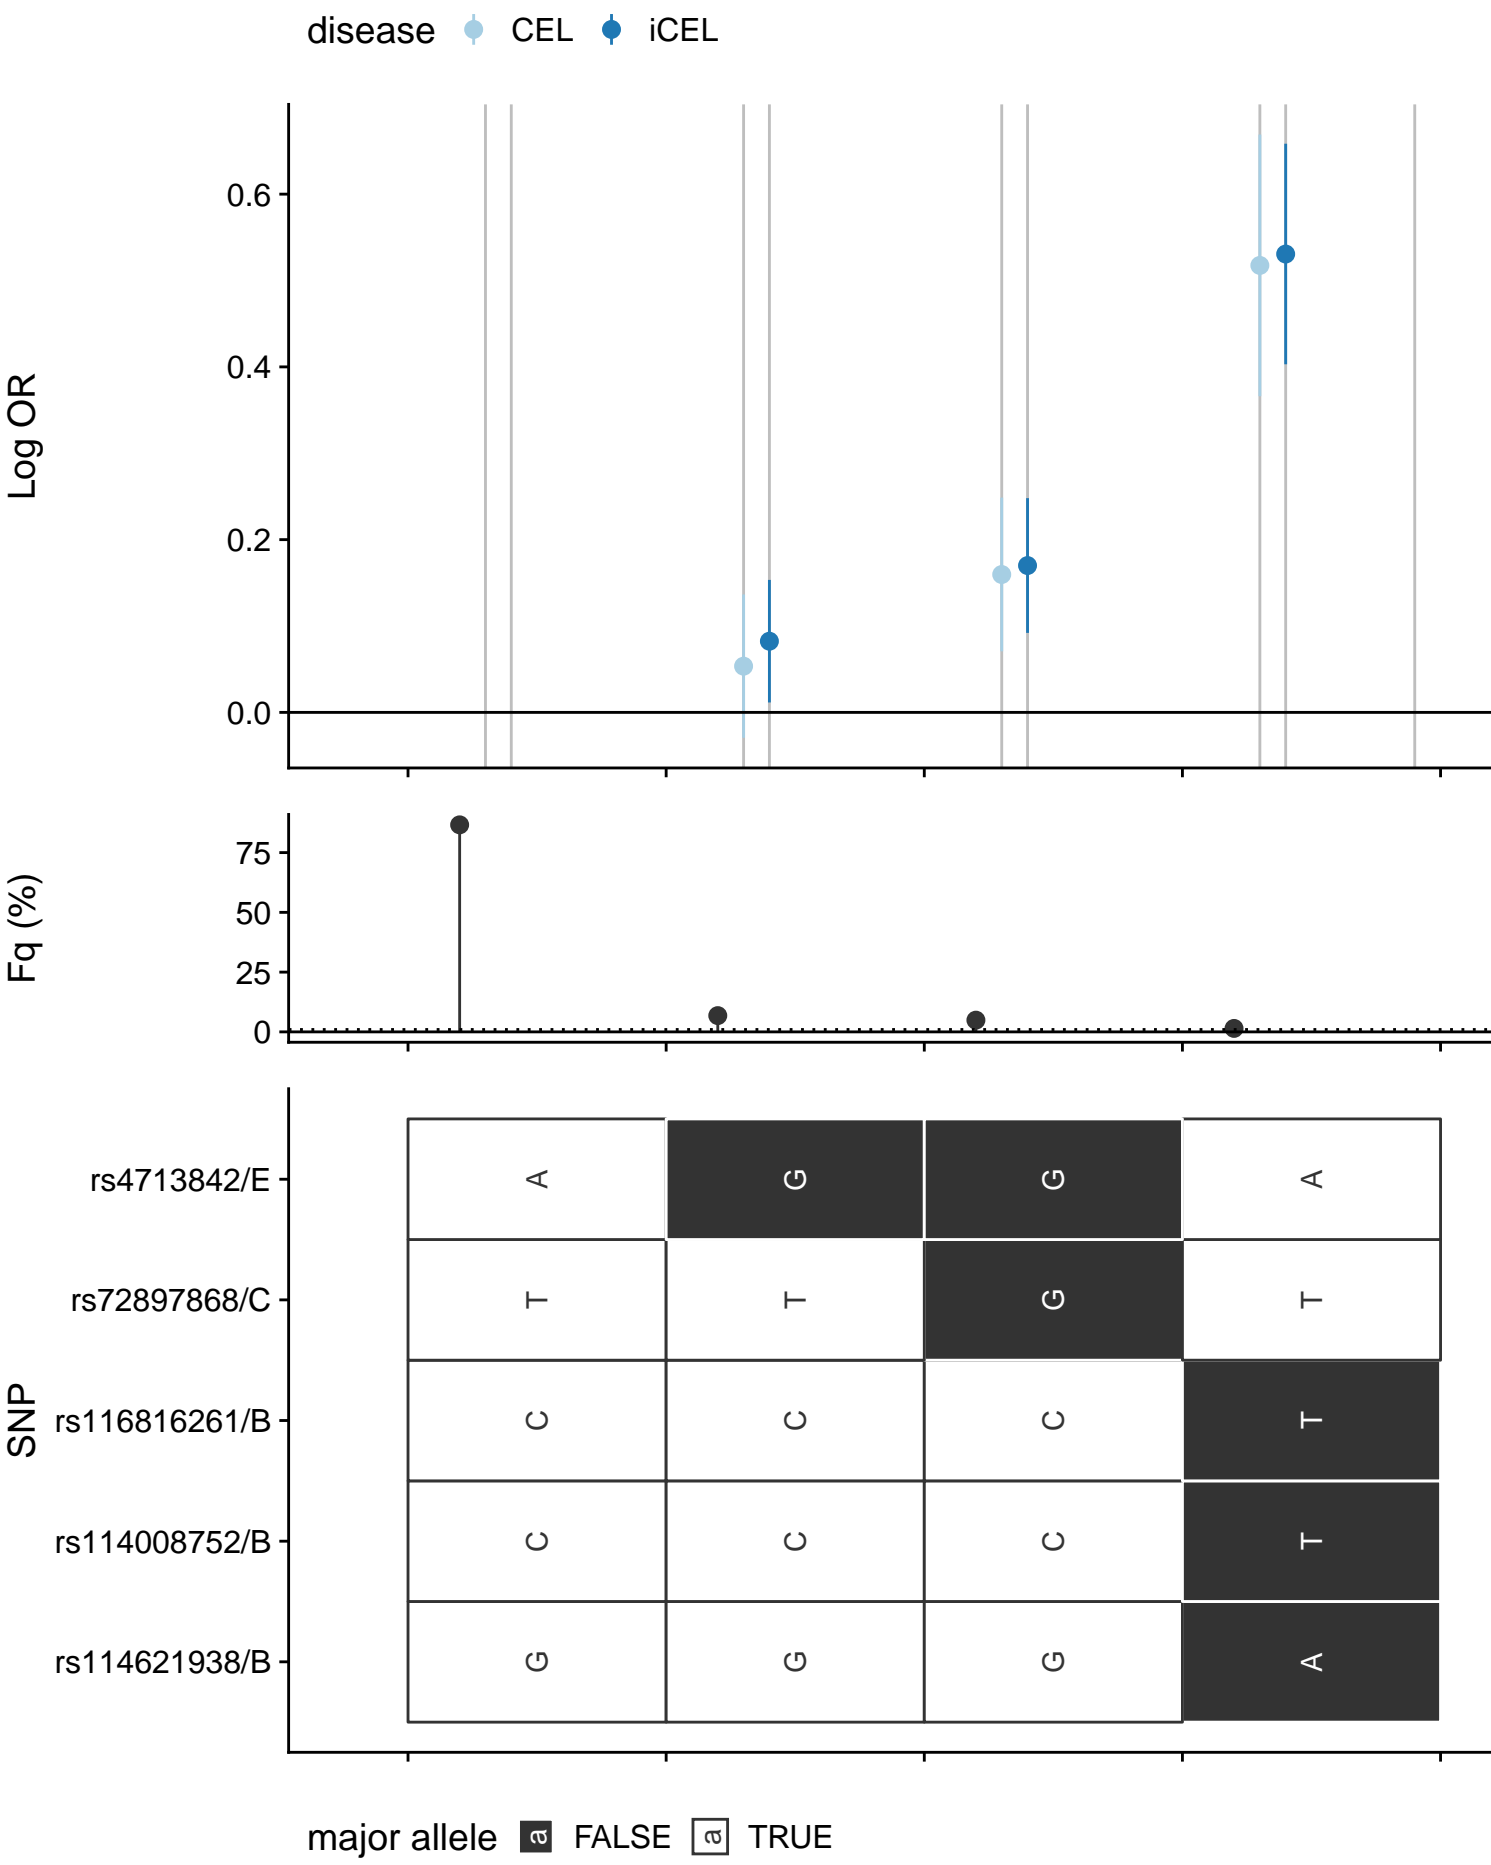 disease CEL iCEL
Log OR
0.6
0.4
0.2
0.0
Fq (%)
75
50
25
0
SNP
rs4713842/E A G G A
rs72897868/C T T G T
rs116816261/B C C C T
rs114008752/B C C C T
rs114621938/B G G G A
major allele a FALSE a TRUE